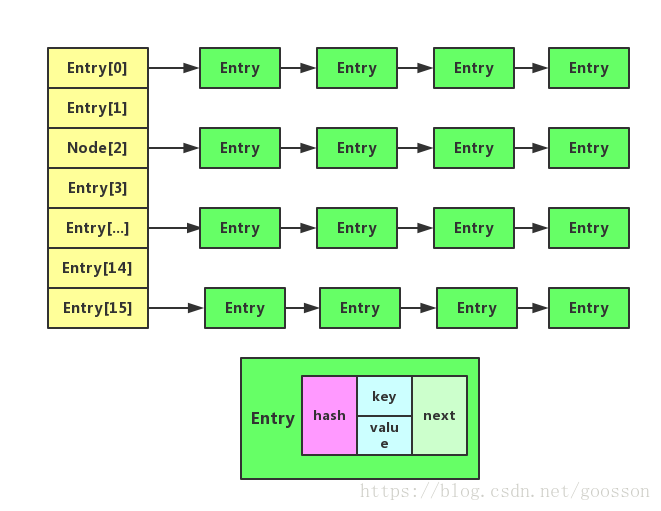 Entry[0] Entry Entry Entry Entry
Entry[1]
Node[2] Entry Entry Entry Entry
Entry[3]
Entry[...] Entry Entry Entry Entry
Entry[14]
Entry[15] Entry Entry Entry Entry
Entry
hash
key
valu
e
next
https://blog.csdn.net/goosson